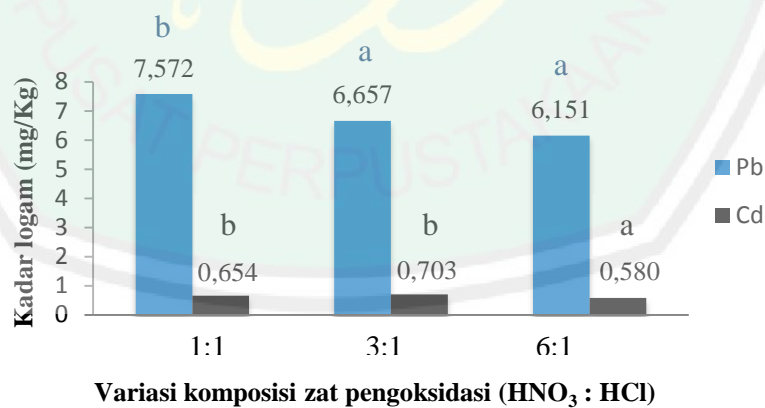 PUSAT PERPUSTAKAAN
b
a
a
7,572
6,657
6,151
b
b
a
0,654
0,703
0,580
Kadar logam (mg/Kg)
8
7
6
5
4
3
2
1
0
1:1
3:1
6:1
Pb
Cd
Variasi komposisi zat pengoksidasi (HNO₃ : HCl)